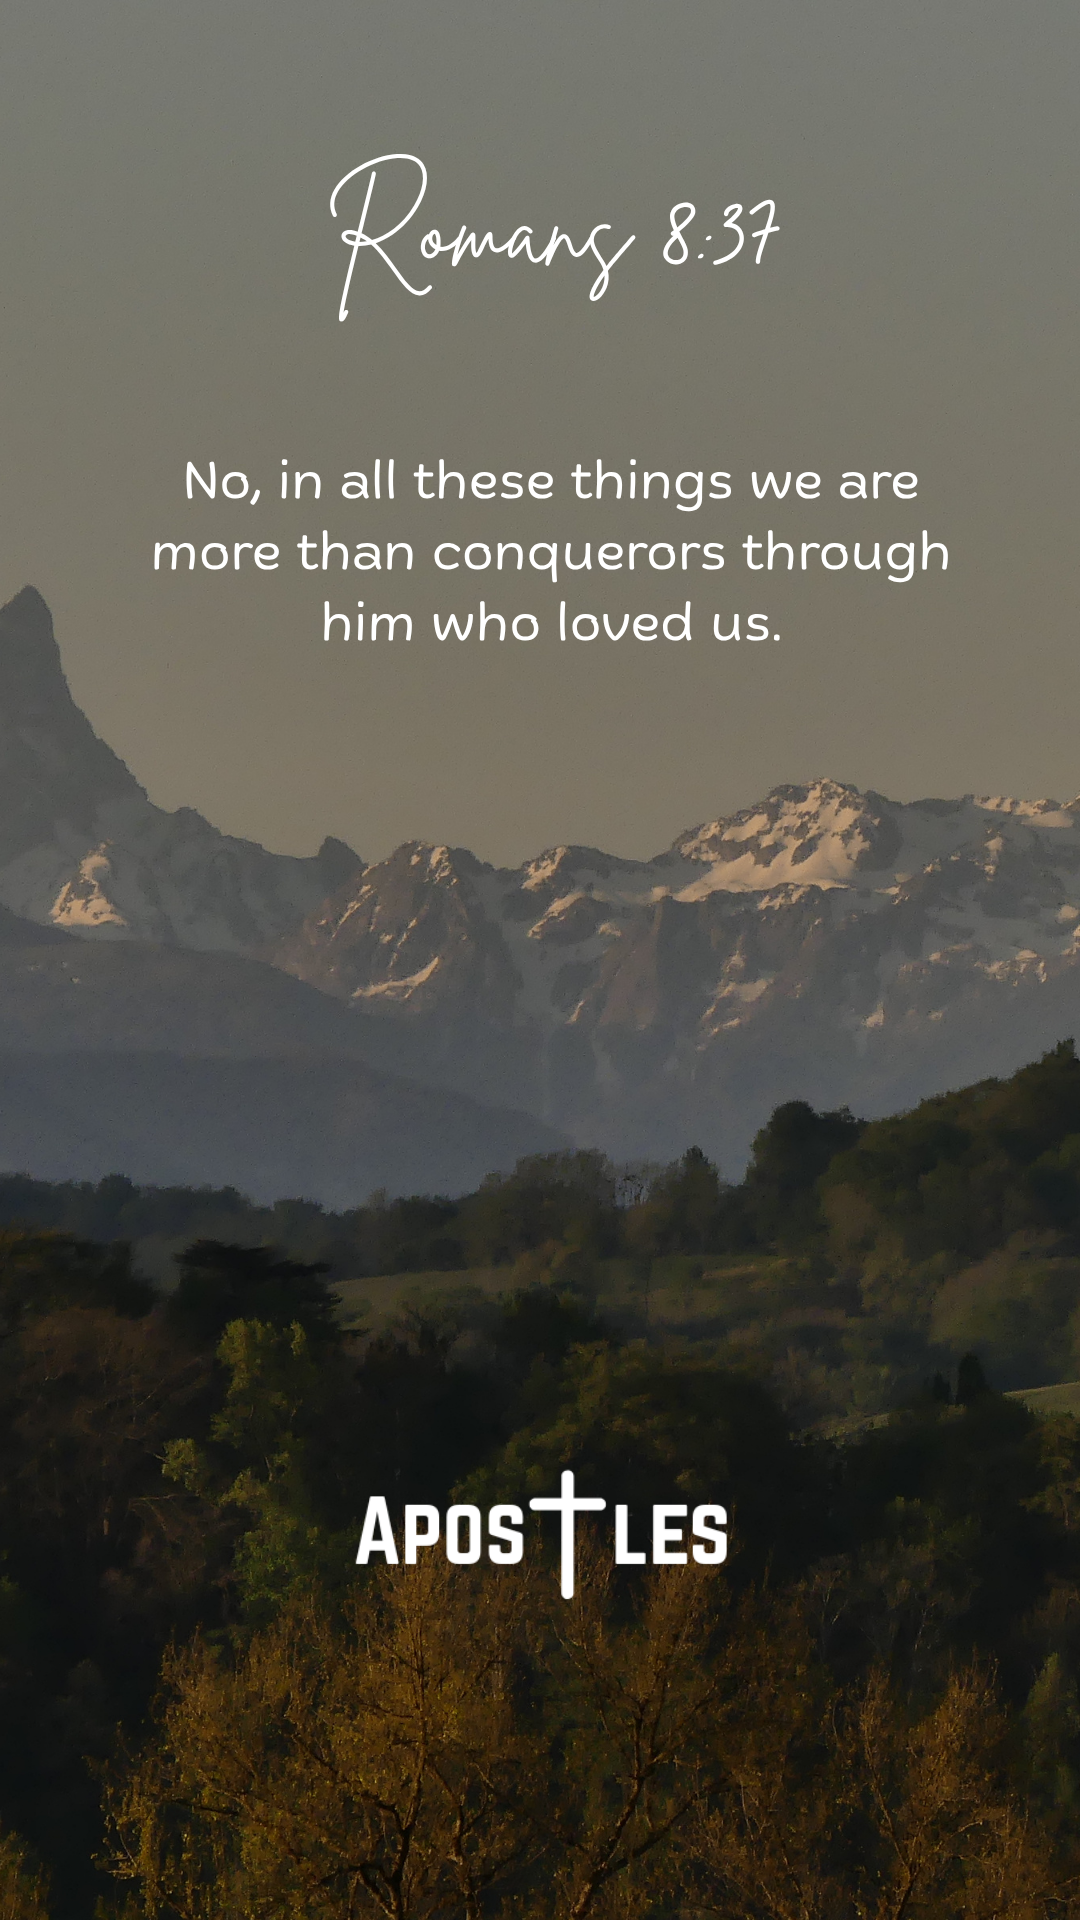 Romans 8:37
No, in all these things we are
more than conquerors through
him who loved us.
APOSTLES